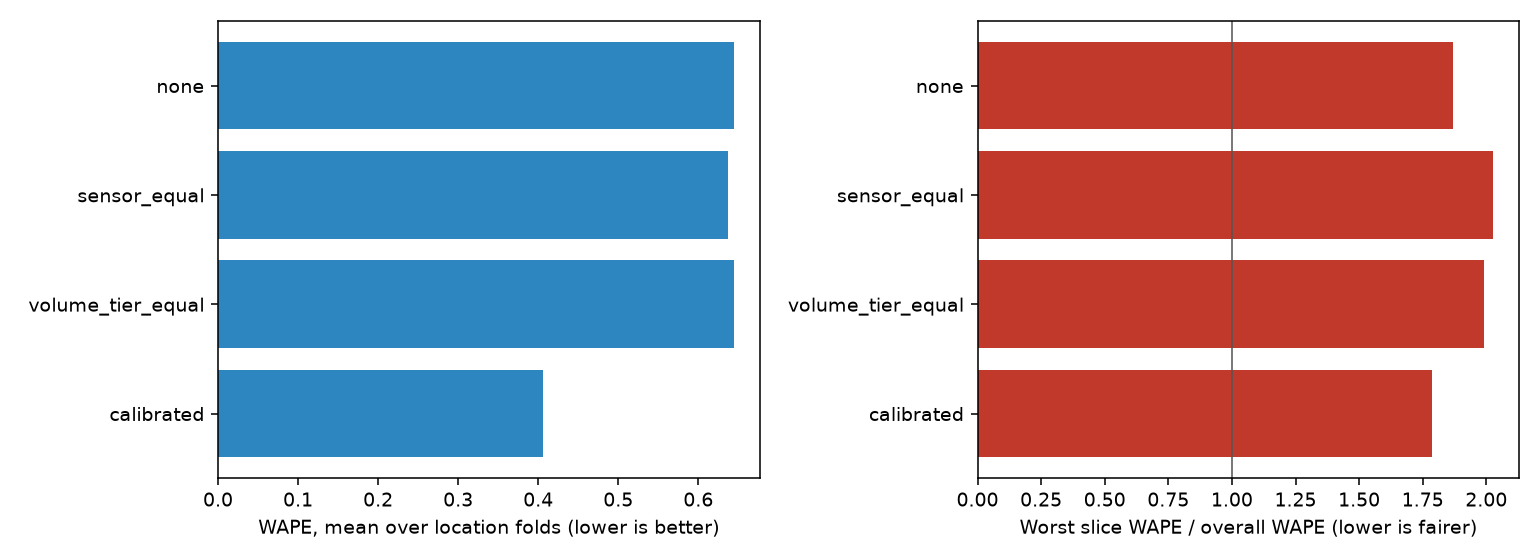 none
sensor_equal
volume_tier_equal
calibrated
0.0 0.1 0.2 0.3 0.4 0.5 0.6
WAPE, mean over location folds (lower is better)
none
sensor_equal
volume_tier_equal
calibrated
0.00 0.25 0.50 0.75 1.00 1.25 1.50 1.75 2.00
Worst slice WAPE / overall WAPE (lower is fairer)